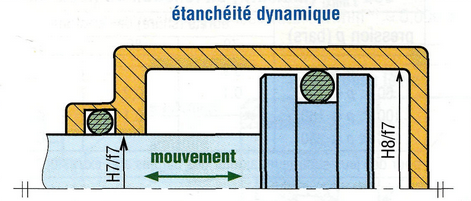 étanchéité dynamique
H7/f7
mouvement
H8/f7